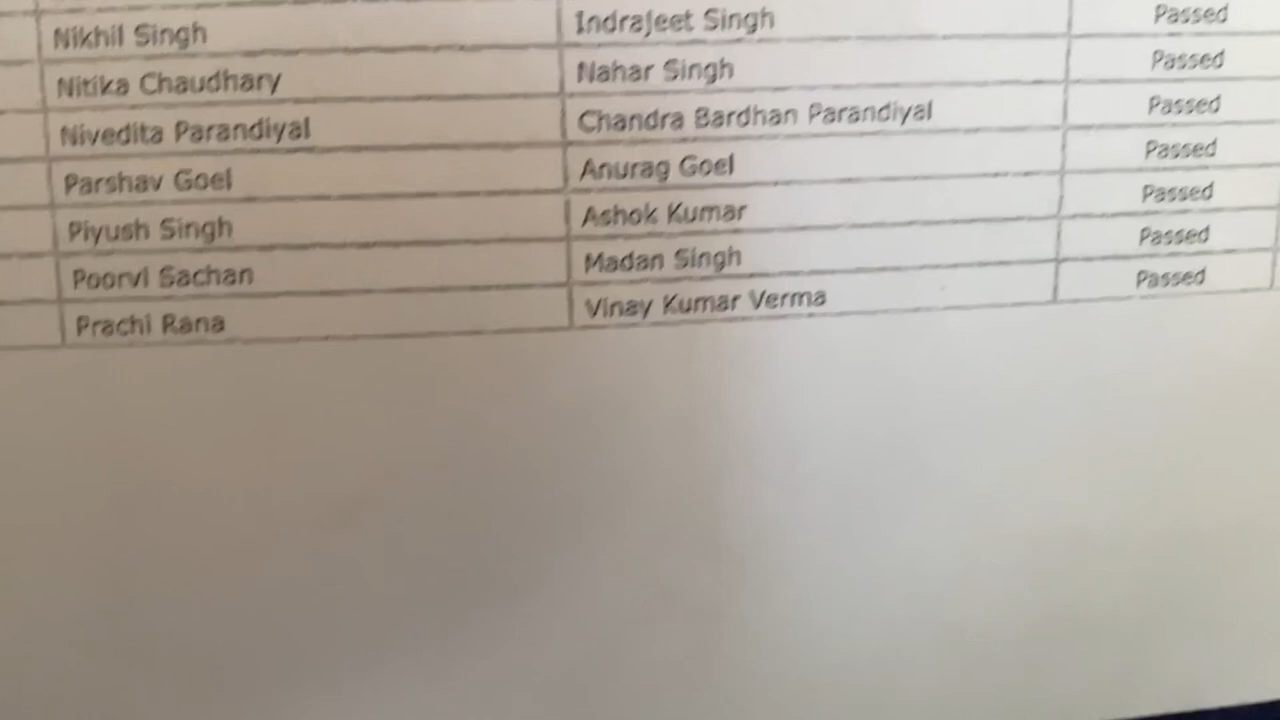 Nikhil Singh Indrajeet Singh Passed
Nitika Chaudhary Nahar Singh Passed
Nivedita Parandiyal Chandra Bardhan Parandiyal Passed
Parshav Goel Anurag Goel Passed
Piyush Singh Ashok Kumar Passed
Poorvi Sachan Madan Singh Passed
Prachi Rana Vinay Kumar Verma Passed